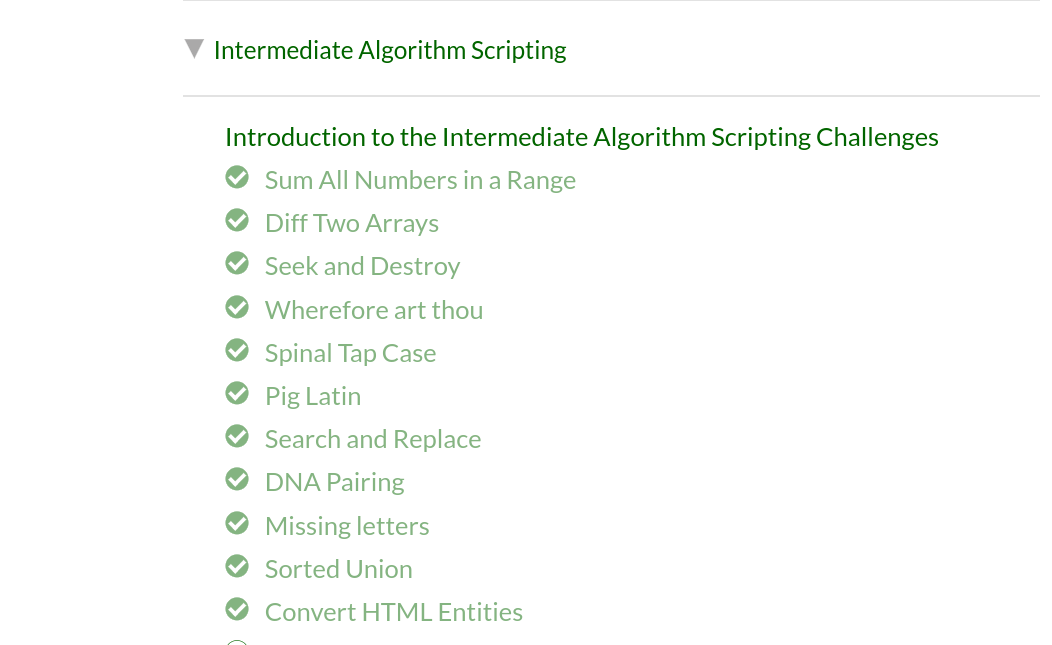 Intermediate Algorithm Scripting
Introduction to the Intermediate Algorithm Scripting Challenges
Sum All Numbers in a Range
Diff Two Arrays
Seek and Destroy
Wherefore art thou
Spinal Tap Case
Pig Latin
Search and Replace
DNA Pairing
Missing letters
Sorted Union
Convert HTML Entities